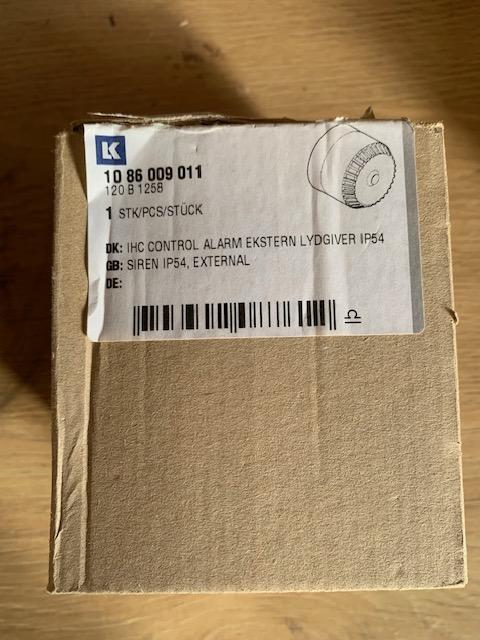 LK
10 86 009 011
120 B 1258
1 STK/PCS/STÜCK
DK: IHC CONTROL ALARM EKSTERN LYDGIVER IP54
GB: SIREN IP54, EXTERNAL
DE: